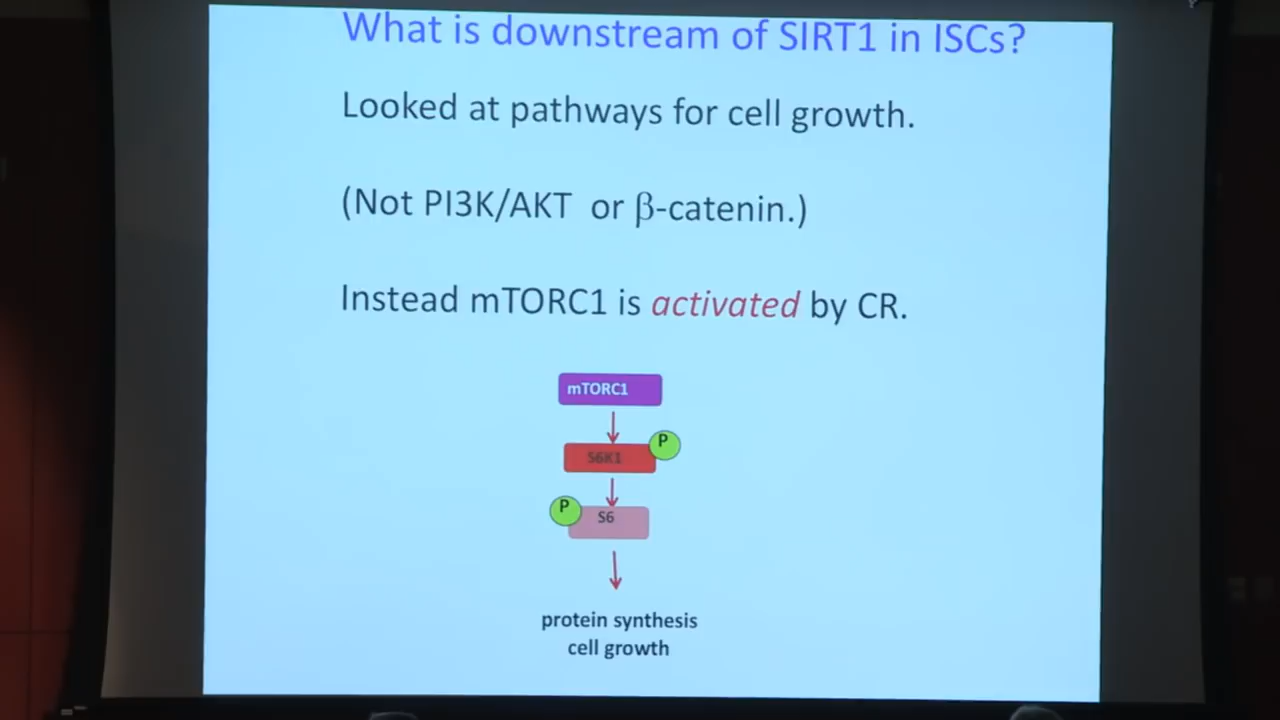 What is downstream of SIRT1 in ISCs?
Looked at pathways for cell growth.
(Not PI3K/AKT or β-catenin.)
Instead mTORC1 is activated by CR.
mTORC1
P
S6K1
P
S6
protein synthesis
cell growth